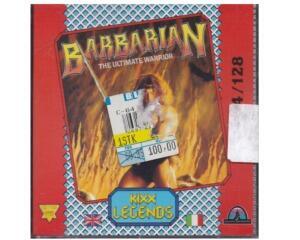 BARBARIAN
THE ULTIMATE WARRIOR
4/128
C-64
1STK
100,00
KIXX
LEGENDS